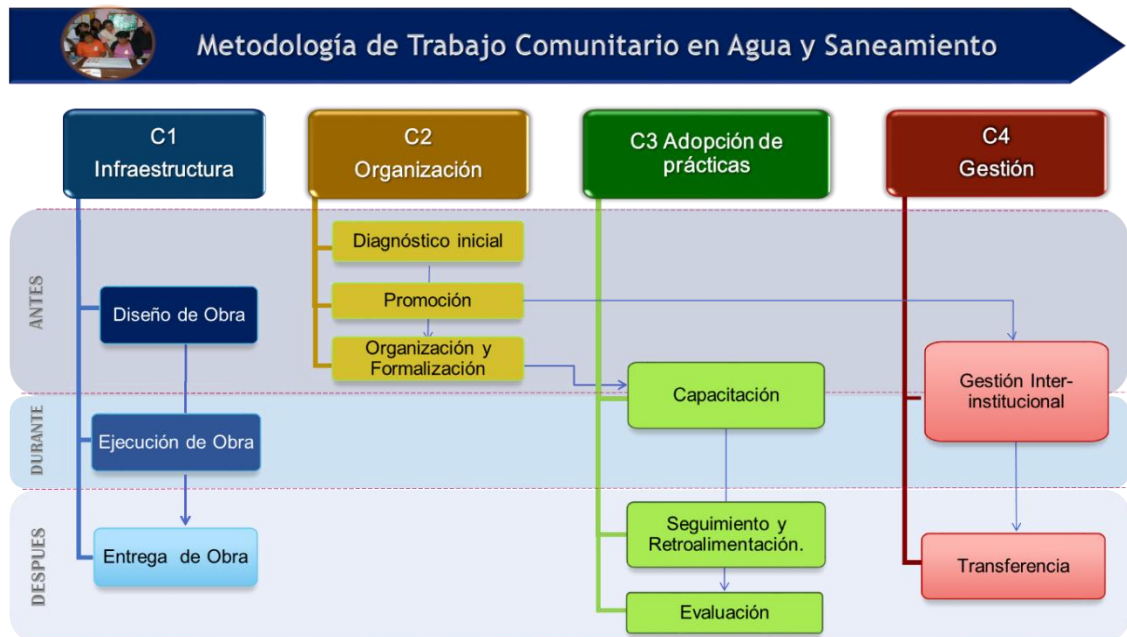 Metodología de Trabajo Comunitario en Agua y Saneamiento
C1
Infraestructura
C2
Organización
C3 Adopción de
prácticas
C4
Gestión
ANTES
Diagnóstico inicial
Promoción
Diseño de Obra
Organización y
Formalización
Capacitación
Gestión Inter-
institucional
DURANTE
Ejecución de Obra
DESPUES
Seguimiento y
Retroalimentación.
Entrega de Obra
Transferencia
Evaluación